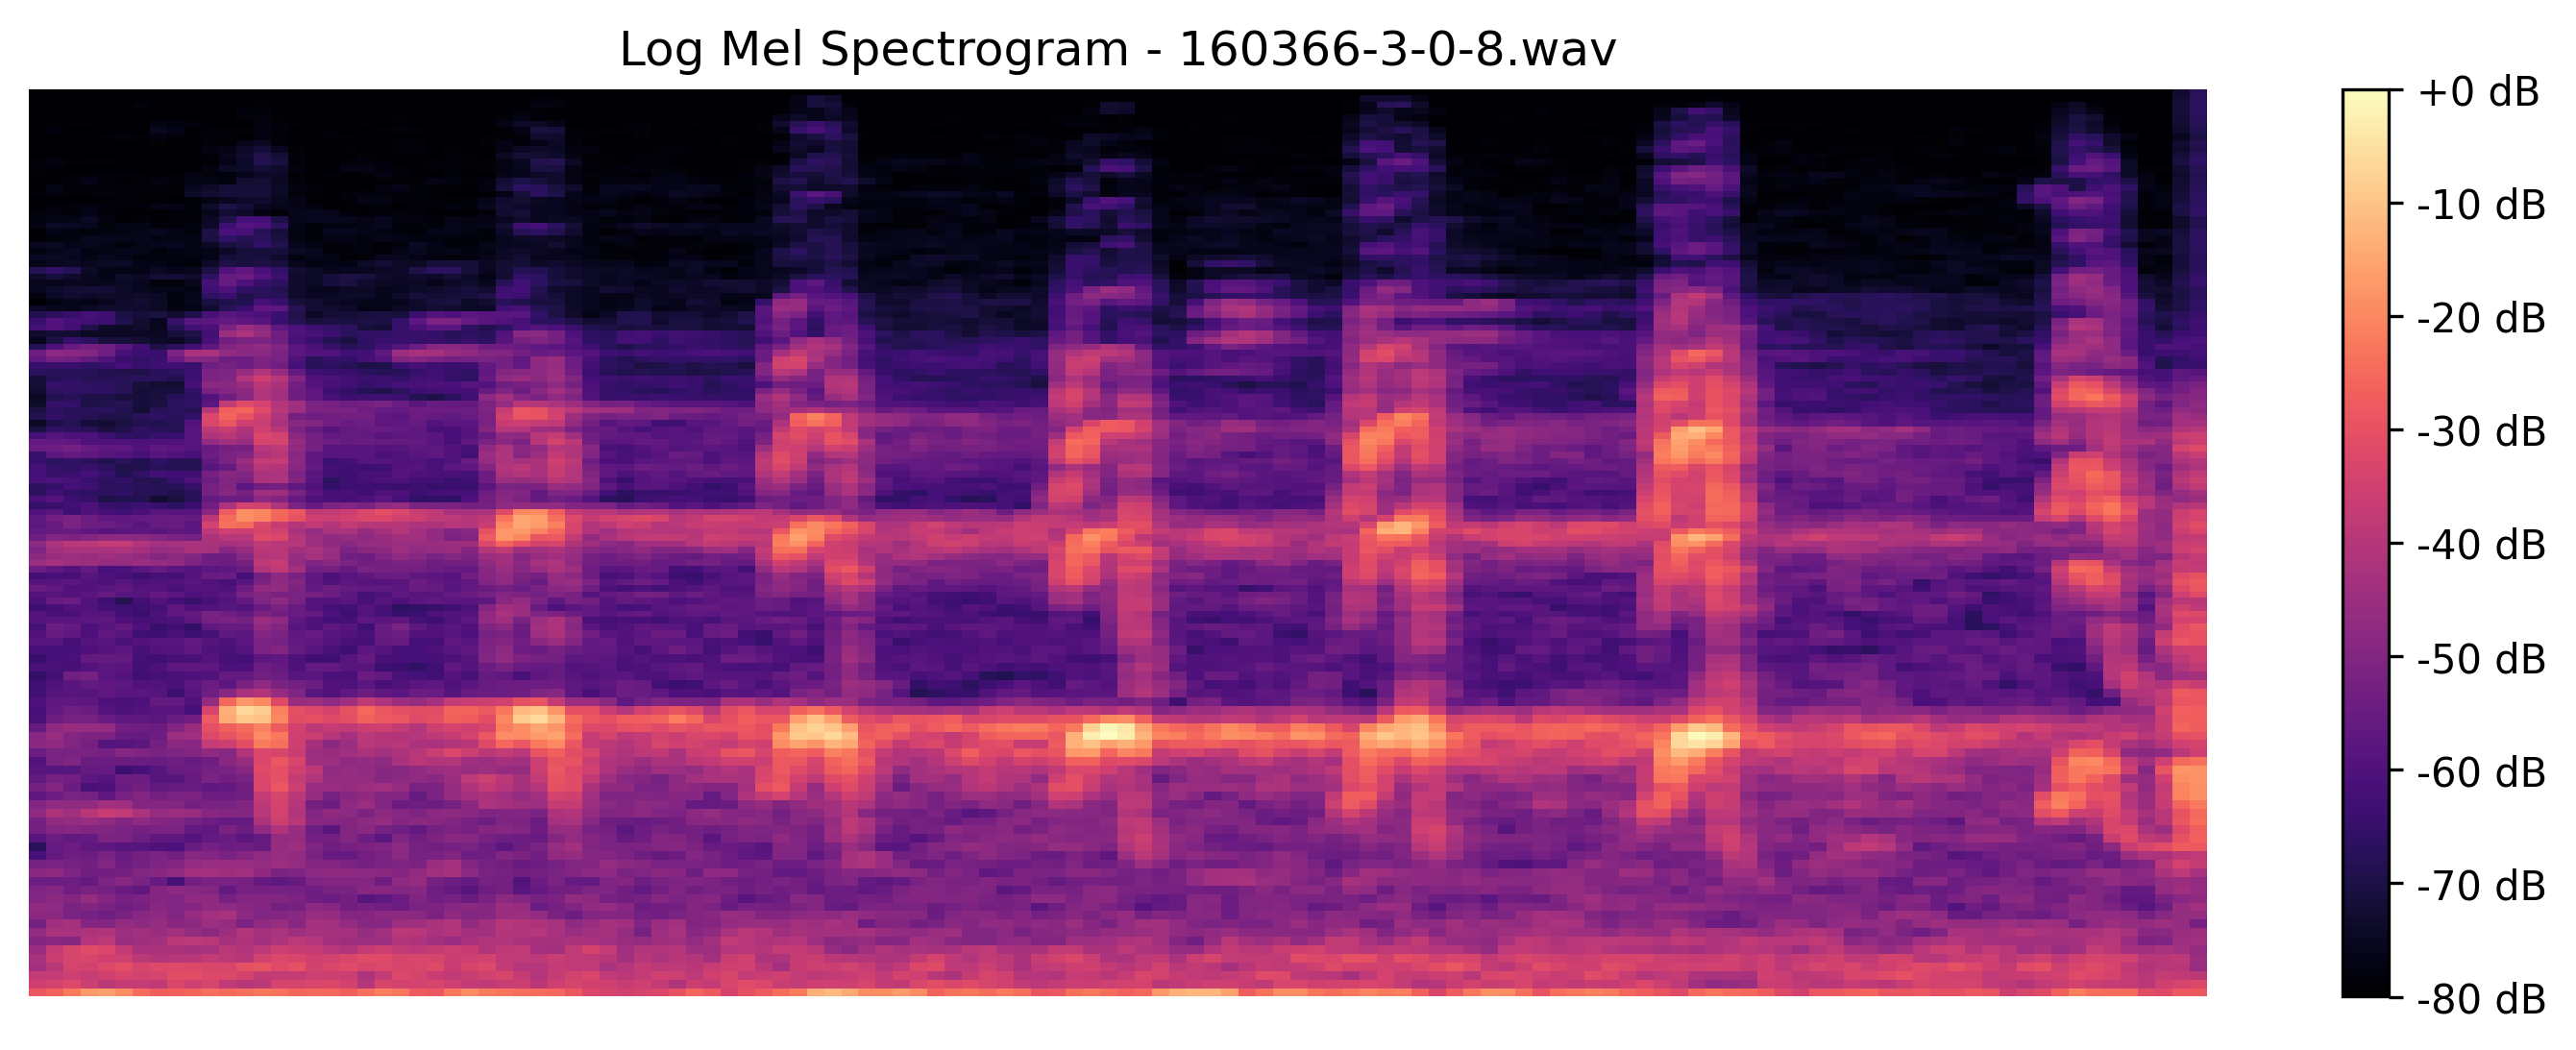 Log Mel Spectrogram - 160366-3-0-8.wav
+0 dB
-10 dB
-20 dB
-30 dB
-40 dB
-50 dB
-60 dB
-70 dB
-80 dB